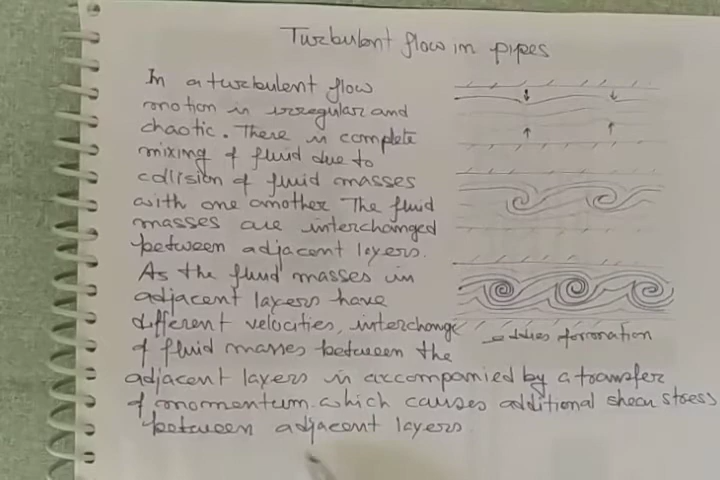 Turbulent flow in pipes
In a turbulent flow
motion is irregular and
chaotic. There is complete
mixing of fluid due to
collision of fluid masses
with one another The fluid
masses are interchanged
between adjacent layers.
As the fluid masses in
adjacent layers have
different velocities, interchange
of fluid masses between the
adjacent layers is accompanied by a transfer
of momentum which causes additional shear stress
between adjacent layers.
eddies formation